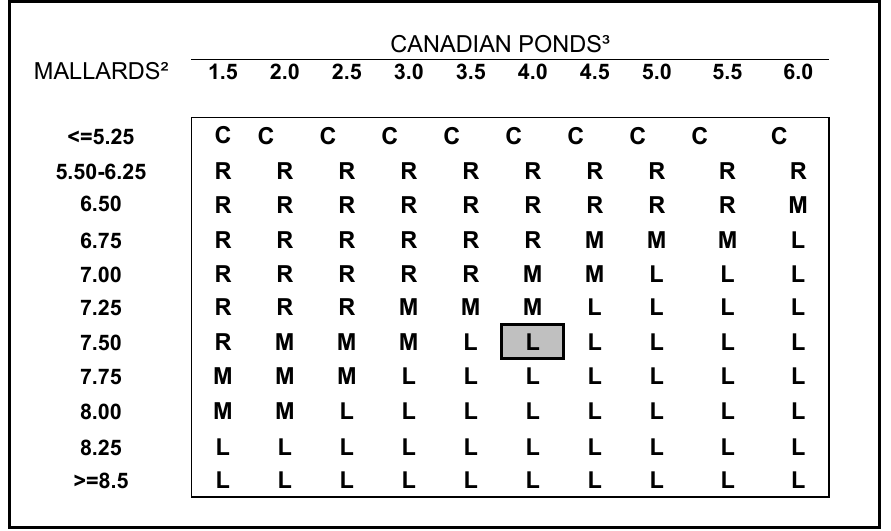 CANADIAN PONDS³
MALLARDS² 1.5 2.0 2.5 3.0 3.5 4.0 4.5 5.0 5.5 6.0
<=5.25 C C C C C C C C C C
5.50-6.25 R R R R R R R R R R
6.50 R R R R R R R R R M
6.75 R R R R R R M M M L
7.00 R R R R R M M L L L
7.25 R R R M M M L L L L
7.50 R M M M L L L L L L
7.75 M M M L L L L L L L
8.00 M M L L L L L L L L
8.25 L L L L L L L L L L
>=8.5 L L L L L L L L L L